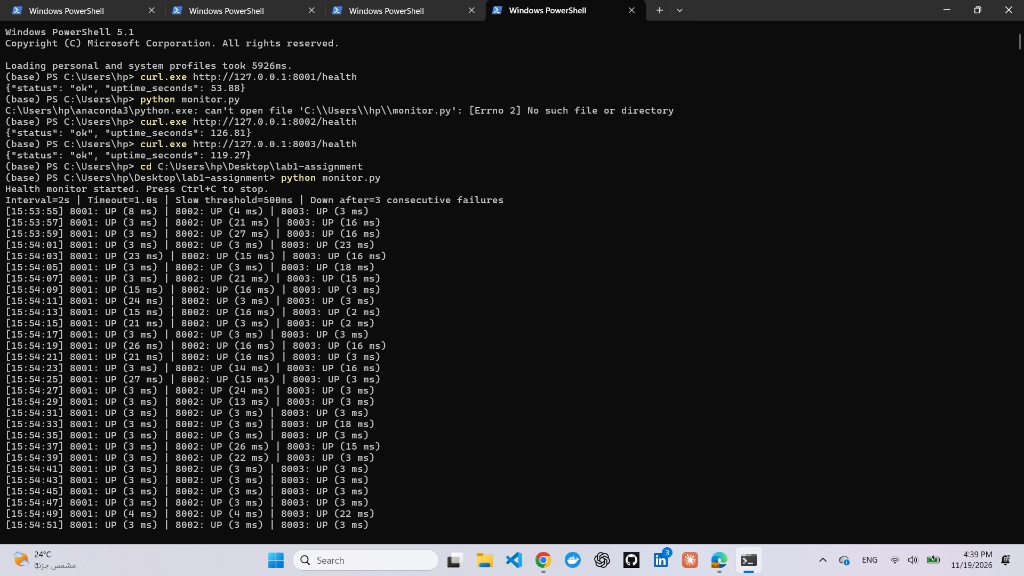 Windows PowerShell
Windows PowerShell
Windows PowerShell
Windows PowerShell
Windows PowerShell 5.1
Copyright (C) Microsoft Corporation. All rights reserved.
Loading personal and system profiles took 5926ms.
(base) PS C:\Users\hp> curl.exe http://127.0.0.1:8001/health
{"status": "ok", "uptime_seconds": 53.88}
(base) PS C:\Users\hp> python monitor.py
C:\Users\hp\anaconda3\python.exe: can't open file 'C:\\Users\\hp\\monitor.py': [Errno 2] No such file or directory
(base) PS C:\Users\hp> curl.exe http://127.0.0.1:8002/health
{"status": "ok", "uptime_seconds": 126.81}
(base) PS C:\Users\hp> curl.exe http://127.0.0.1:8003/health
{"status": "ok", "uptime_seconds": 119.27}
(base) PS C:\Users\hp> cd C:\Users\hp\Desktop\lab1-assignment
(base) PS C:\Users\hp\Desktop\lab1-assignment> python monitor.py
Health monitor started. Press Ctrl+C to stop.
Interval=2s | Timeout=1.0s | Slow threshold=500ms | Down after=3 consecutive failures
[15:53:55] 8001: UP (8 ms) | 8002: UP (4 ms) | 8003: UP (3 ms)
[15:53:57] 8001: UP (3 ms) | 8002: UP (21 ms) | 8003: UP (16 ms)
[15:53:59] 8001: UP (3 ms) | 8002: UP (27 ms) | 8003: UP (16 ms)
[15:54:01] 8001: UP (3 ms) | 8002: UP (3 ms) | 8003: UP (23 ms)
[15:54:03] 8001: UP (23 ms) | 8002: UP (15 ms) | 8003: UP (16 ms)
[15:54:05] 8001: UP (3 ms) | 8002: UP (3 ms) | 8003: UP (18 ms)
[15:54:07] 8001: UP (3 ms) | 8002: UP (21 ms) | 8003: UP (15 ms)
[15:54:09] 8001: UP (15 ms) | 8002: UP (16 ms) | 8003: UP (3 ms)
[15:54:11] 8001: UP (24 ms) | 8002: UP (3 ms) | 8003: UP (3 ms)
[15:54:13] 8001: UP (15 ms) | 8002: UP (16 ms) | 8003: UP (2 ms)
[15:54:15] 8001: UP (21 ms) | 8002: UP (3 ms) | 8003: UP (2 ms)
[15:54:17] 8001: UP (3 ms) | 8002: UP (3 ms) | 8003: UP (3 ms)
[15:54:19] 8001: UP (26 ms) | 8002: UP (16 ms) | 8003: UP (16 ms)
[15:54:21] 8001: UP (21 ms) | 8002: UP (16 ms) | 8003: UP (3 ms)
[15:54:23] 8001: UP (3 ms) | 8002: UP (14 ms) | 8003: UP (16 ms)
[15:54:25] 8001: UP (27 ms) | 8002: UP (15 ms) | 8003: UP (3 ms)
[15:54:27] 8001: UP (3 ms) | 8002: UP (24 ms) | 8003: UP (3 ms)
[15:54:29] 8001: UP (3 ms) | 8002: UP (13 ms) | 8003: UP (3 ms)
[15:54:31] 8001: UP (3 ms) | 8002: UP (3 ms) | 8003: UP (3 ms)
[15:54:33] 8001: UP (3 ms) | 8002: UP (3 ms) | 8003: UP (18 ms)
[15:54:35] 8001: UP (3 ms) | 8002: UP (3 ms) | 8003: UP (3 ms)
[15:54:37] 8001: UP (3 ms) | 8002: UP (26 ms) | 8003: UP (15 ms)
[15:54:39] 8001: UP (3 ms) | 8002: UP (22 ms) | 8003: UP (3 ms)
[15:54:41] 8001: UP (3 ms) | 8002: UP (3 ms) | 8003: UP (3 ms)
[15:54:43] 8001: UP (3 ms) | 8002: UP (3 ms) | 8003: UP (3 ms)
[15:54:45] 8001: UP (3 ms) | 8002: UP (3 ms) | 8003: UP (3 ms)
[15:54:47] 8001: UP (3 ms) | 8002: UP (3 ms) | 8003: UP (3 ms)
[15:54:49] 8001: UP (4 ms) | 8002: UP (4 ms) | 8003: UP (22 ms)
[15:54:51] 8001: UP (3 ms) | 8002: UP (3 ms) | 8003: UP (3 ms)
24°C
مشمس جزئيًا
Search
3
ENG
4:39 PM
11/19/2026